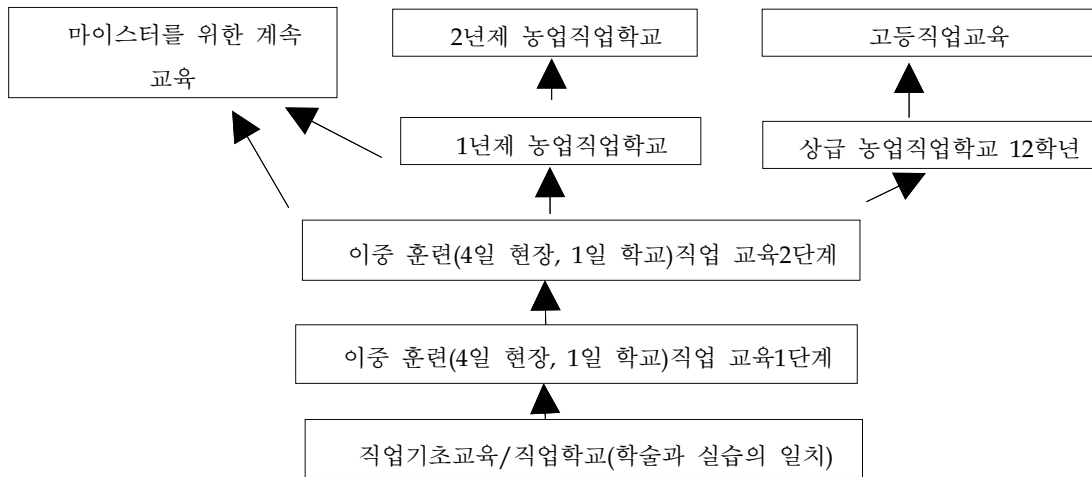 마이스터를 위한 계속
교육
2년제 농업직업학교
고등직업교육
1년제 농업직업학교
상급 농업직업학교 12학년
이중 훈련(4일 현장, 1일 학교)직업 교육2단계
이중 훈련(4일 현장, 1일 학교)직업 교육1단계
직업기초교육/직업학교(학술과 실습의 일치)